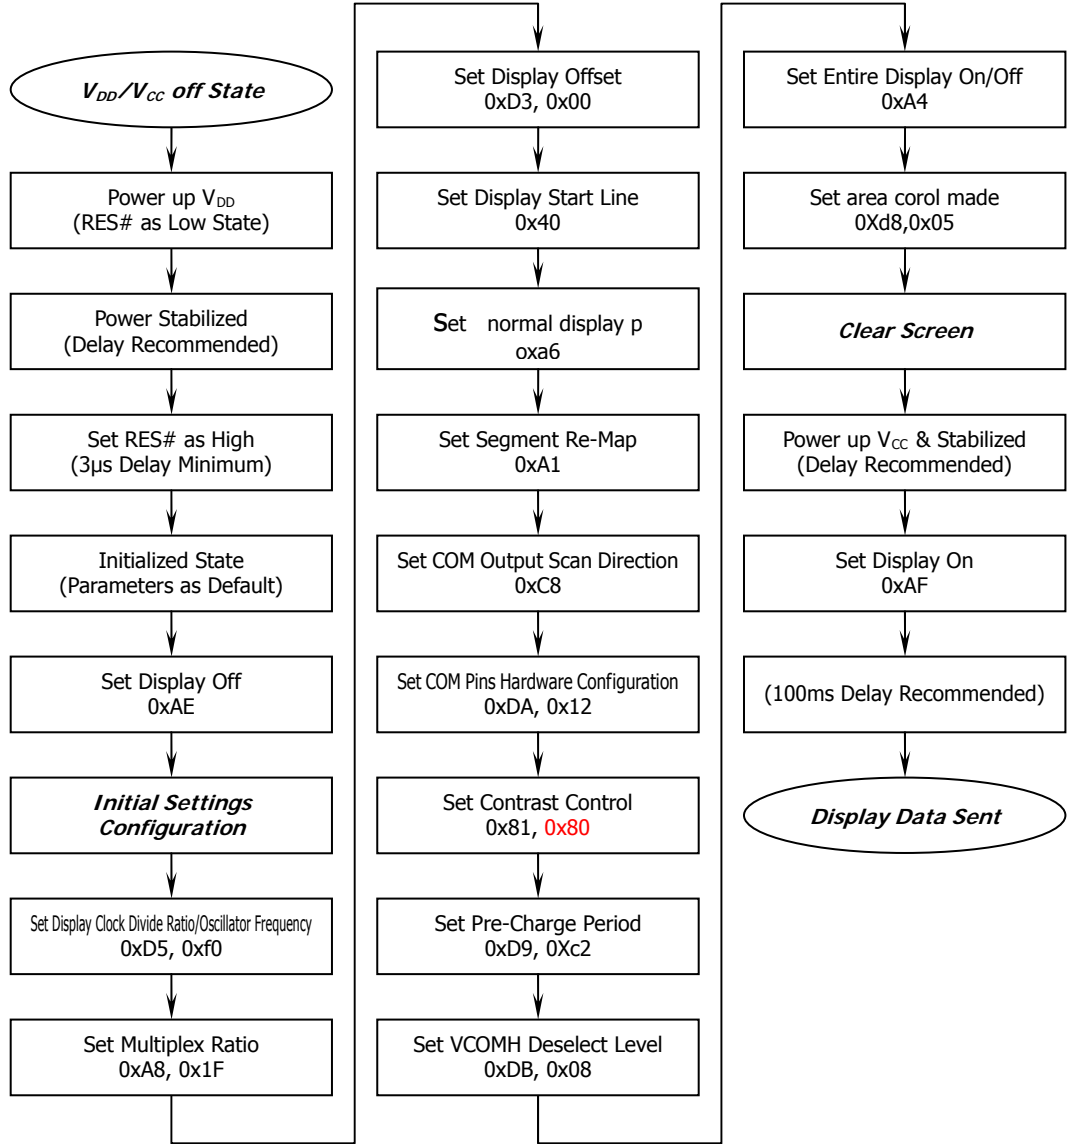 V_DD/V_CC off State
Power up V_DD
(RES# as Low State)
Power Stabilized
(Delay Recommended)
Set RES# as High
(3μs Delay Minimum)
Initialized State
(Parameters as Default)
Set Display Off
0xAE
Initial Settings
Configuration
Set Display Clock Divide Ratio/Oscillator Frequency
0xD5, 0xf0
Set Multiplex Ratio
0xA8, 0x1F
Set Display Offset
0xD3, 0x00
Set Display Start Line
0x40
Set normal display p
oxa6
Set Segment Re-Map
0xA1
Set COM Output Scan Direction
0xC8
Set COM Pins Hardware Configuration
0xDA, 0x12
Set Contrast Control
0x81, 0x80
Set Pre-Charge Period
0xD9, 0Xc2
Set VCOMH Deselect Level
0xDB, 0x08
Set Entire Display On/Off
0xA4
Set area corol made
0Xd8,0x05
Clear Screen
Power up V_CC & Stabilized
(Delay Recommended)
Set Display On
0xAF
(100ms Delay Recommended)
Display Data Sent